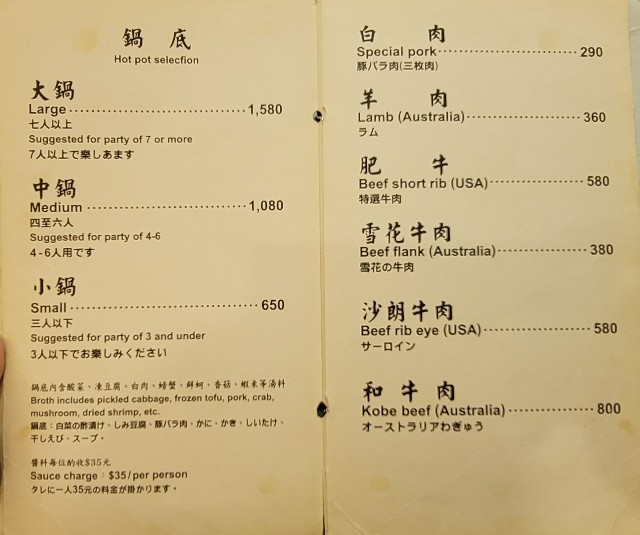 鍋底
Hot pot selecfion
大鍋
Large 1,580
七人以上
Suggested for party of 7 or more
7人以上で楽しあます
中鍋
Medium 1,080
四至六人
Suggested for party of 4-6
4-6人用です
小鍋
Small 650
三人以下
Suggested for party of 3 and under
3人以下でお楽しみください
鍋底內含酸菜、凍豆腐、白肉、螃蟹、鮮蚵、香菇、蝦米等湯料
Broth includes pickled cabbage, frozen tofu, pork, crab,
mushroom, dried shrimp, etc.
鍋底：白菜の酢漬け、しみ豆腐、豚バラ肉、かに、かき、しいたけ、
干しえび、スープ。
醬料每位酌收$35元
Sauce charge：$35/per person
タレに一人35元の料金が掛かります。
白肉
Special pork 290
豚バラ肉(三枚肉)
羊肉
Lamb (Australia) 360
ラム
肥牛
Beef short rib (USA) 580
特選牛肉
雪花牛肉
Beef flank (Australia) 380
雪花の牛肉
沙朗牛肉
Beef rib eye (USA) 580
サーロイン
和牛肉
Kobe beef (Australia) 800
オーストラリアわぎゅう